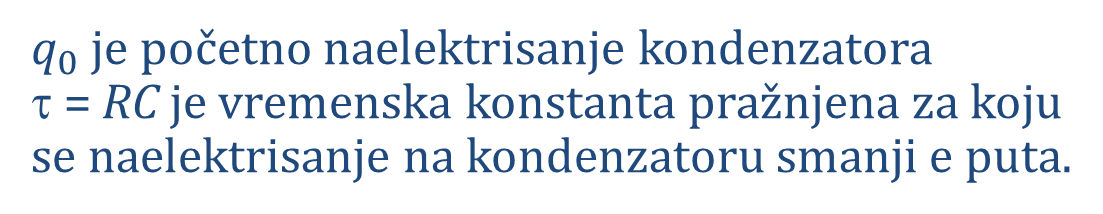 q₀ je početno naelektrisanje kondenzatora
τ = RC je vremenska konstanta pražnjena za koju
se naelektrisanje na kondenzatoru smanji e puta.